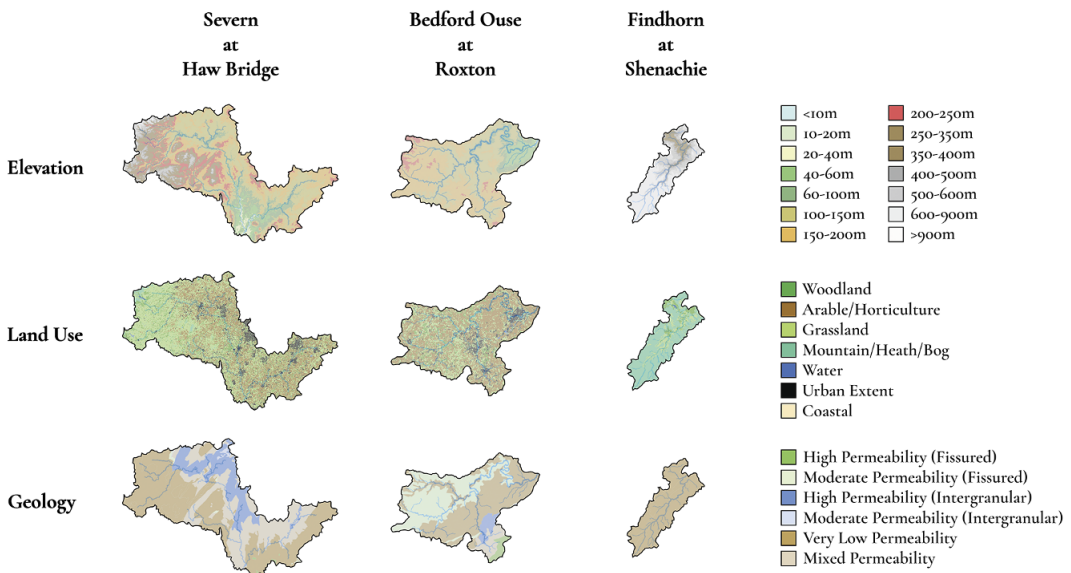 Severn
at
Haw Bridge
Bedford Ouse
at
Roxton
Findhorn
at
Shenachie
Elevation
<10m
10-20m
20-40m
40-60m
60-100m
100-150m
150-200m
200-250m
250-350m
350-400m
400-500m
500-600m
600-900m
>900m
Land Use
Woodland
Arable/Horticulture
Grassland
Mountain/Heath/Bog
Water
Urban Extent
Coastal
Geology
High Permeability (Fissured)
Moderate Permeability (Fissured)
High Permeability (Intergranular)
Moderate Permeability (Intergranular)
Very Low Permeability
Mixed Permeability